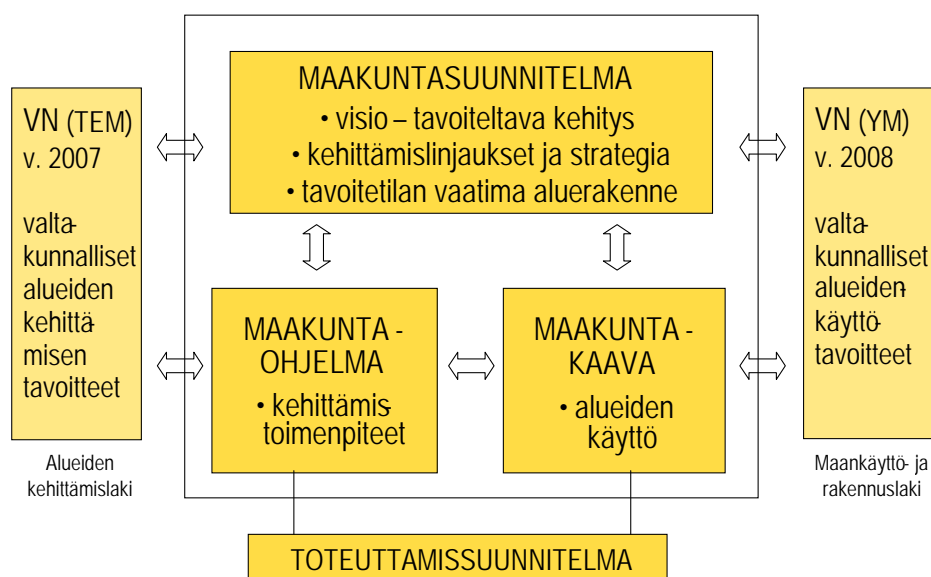 MAAKUNTASUUNNITELMA
• visio – tavoiteltava kehitys
• kehittämislinjaukset ja strategia
• tavoitetilan vaatima aluerakenne
VN (TEM)
v. 2007
valta-
kunnalliset
alueiden
kehittä-
misen
tavoitteet
Alueiden
kehittämislaki
VN (YM)
v. 2008
valta-
kunnalliset
alueiden-
käyttö-
tavoitteet
Maankäyttö- ja
rakennuslaki
MAAKUNTA -
OHJELMA
• kehittämis-
toimenpiteet
MAAKUNTA -
KAAVA
• alueiden
käyttö
TOTEUTTAMISSUUNNITELMA